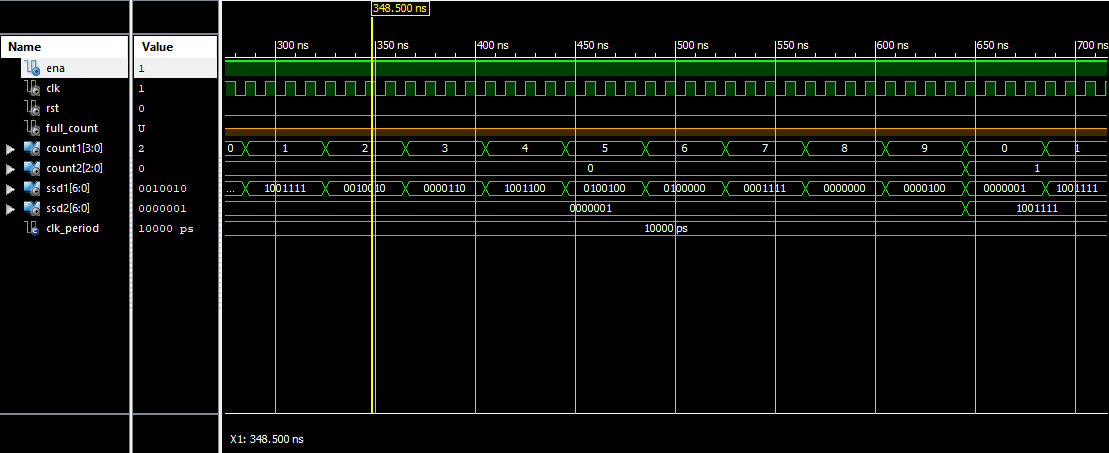 348.500 ns
Name Value 300 ns 350 ns 400 ns 450 ns 500 ns 550 ns 600 ns 650 ns 700 ns
ena 1
clk 1
rst 0
full_count U
count1[3:0] 2 0 1 2 3 4 5 6 7 8 9 0 1
count2[2:0] 0 0 1
ssd1[6:0] 0010010 ... 1001111 0010010 0000110 1001100 0100100 0100000 0001111 0000000 0000100 0000001 1001111
ssd2[6:0] 0000001 0000001 1001111
clk_period 10000 ps 10000 ps
X1: 348.500 ns